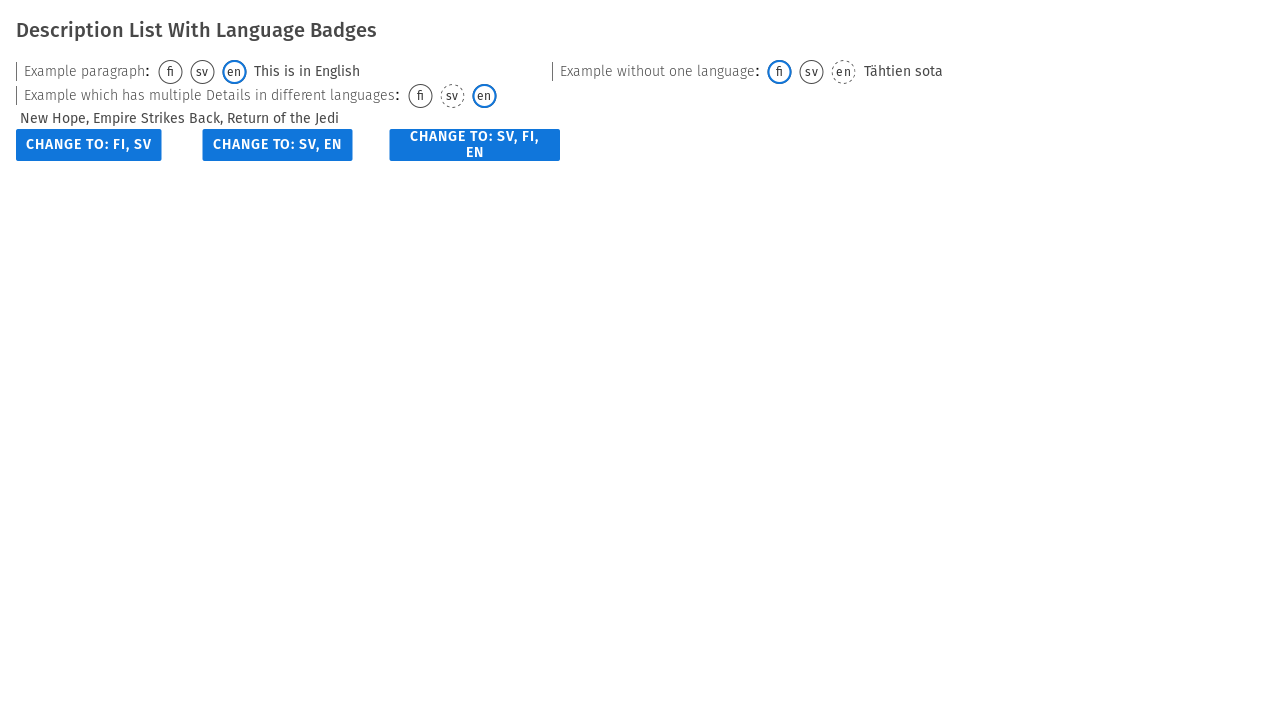 Description List With Language Badges
Example paragraph: fi sv en This is in English
Example without one language: fi sv en Tähtien sota
Example which has multiple Details in different languages: fi sv en
New Hope, Empire Strikes Back, Return of the Jedi
CHANGE TO: FI, SV
CHANGE TO: SV, EN
CHANGE TO: SV, FI,
EN